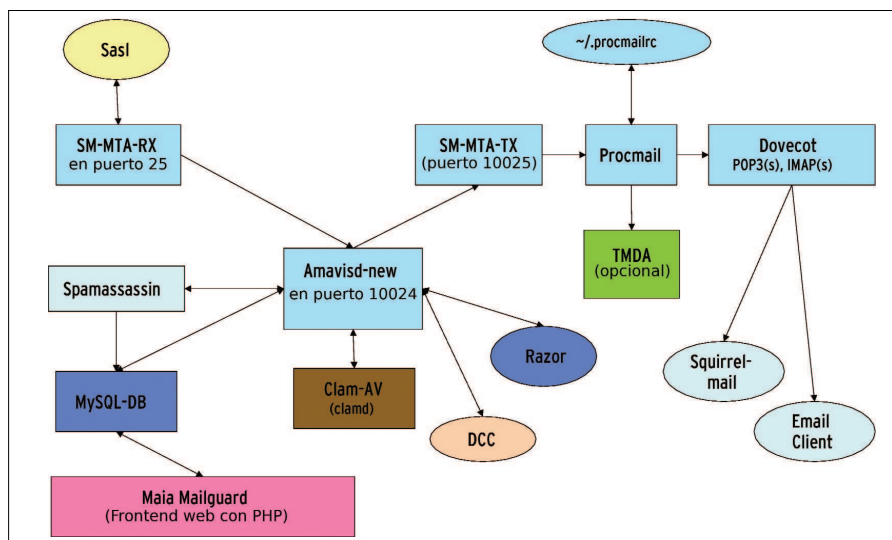 Sasl
~/.procmailrc
SM-MTA-RX
en puerto 25
SM-MTA-TX
(puerto 10025)
Procmail
Dovecot
POP3(s), IMAP(s)
TMDA
(opcional)
Amavisd-new
en puerto 10024
Spamassassin
Razor
Squirrel-
mail
MySQL-DB
Clam-AV
(clamd)
DCC
Email
Client
Maia Mailguard
(Frontend web con PHP)